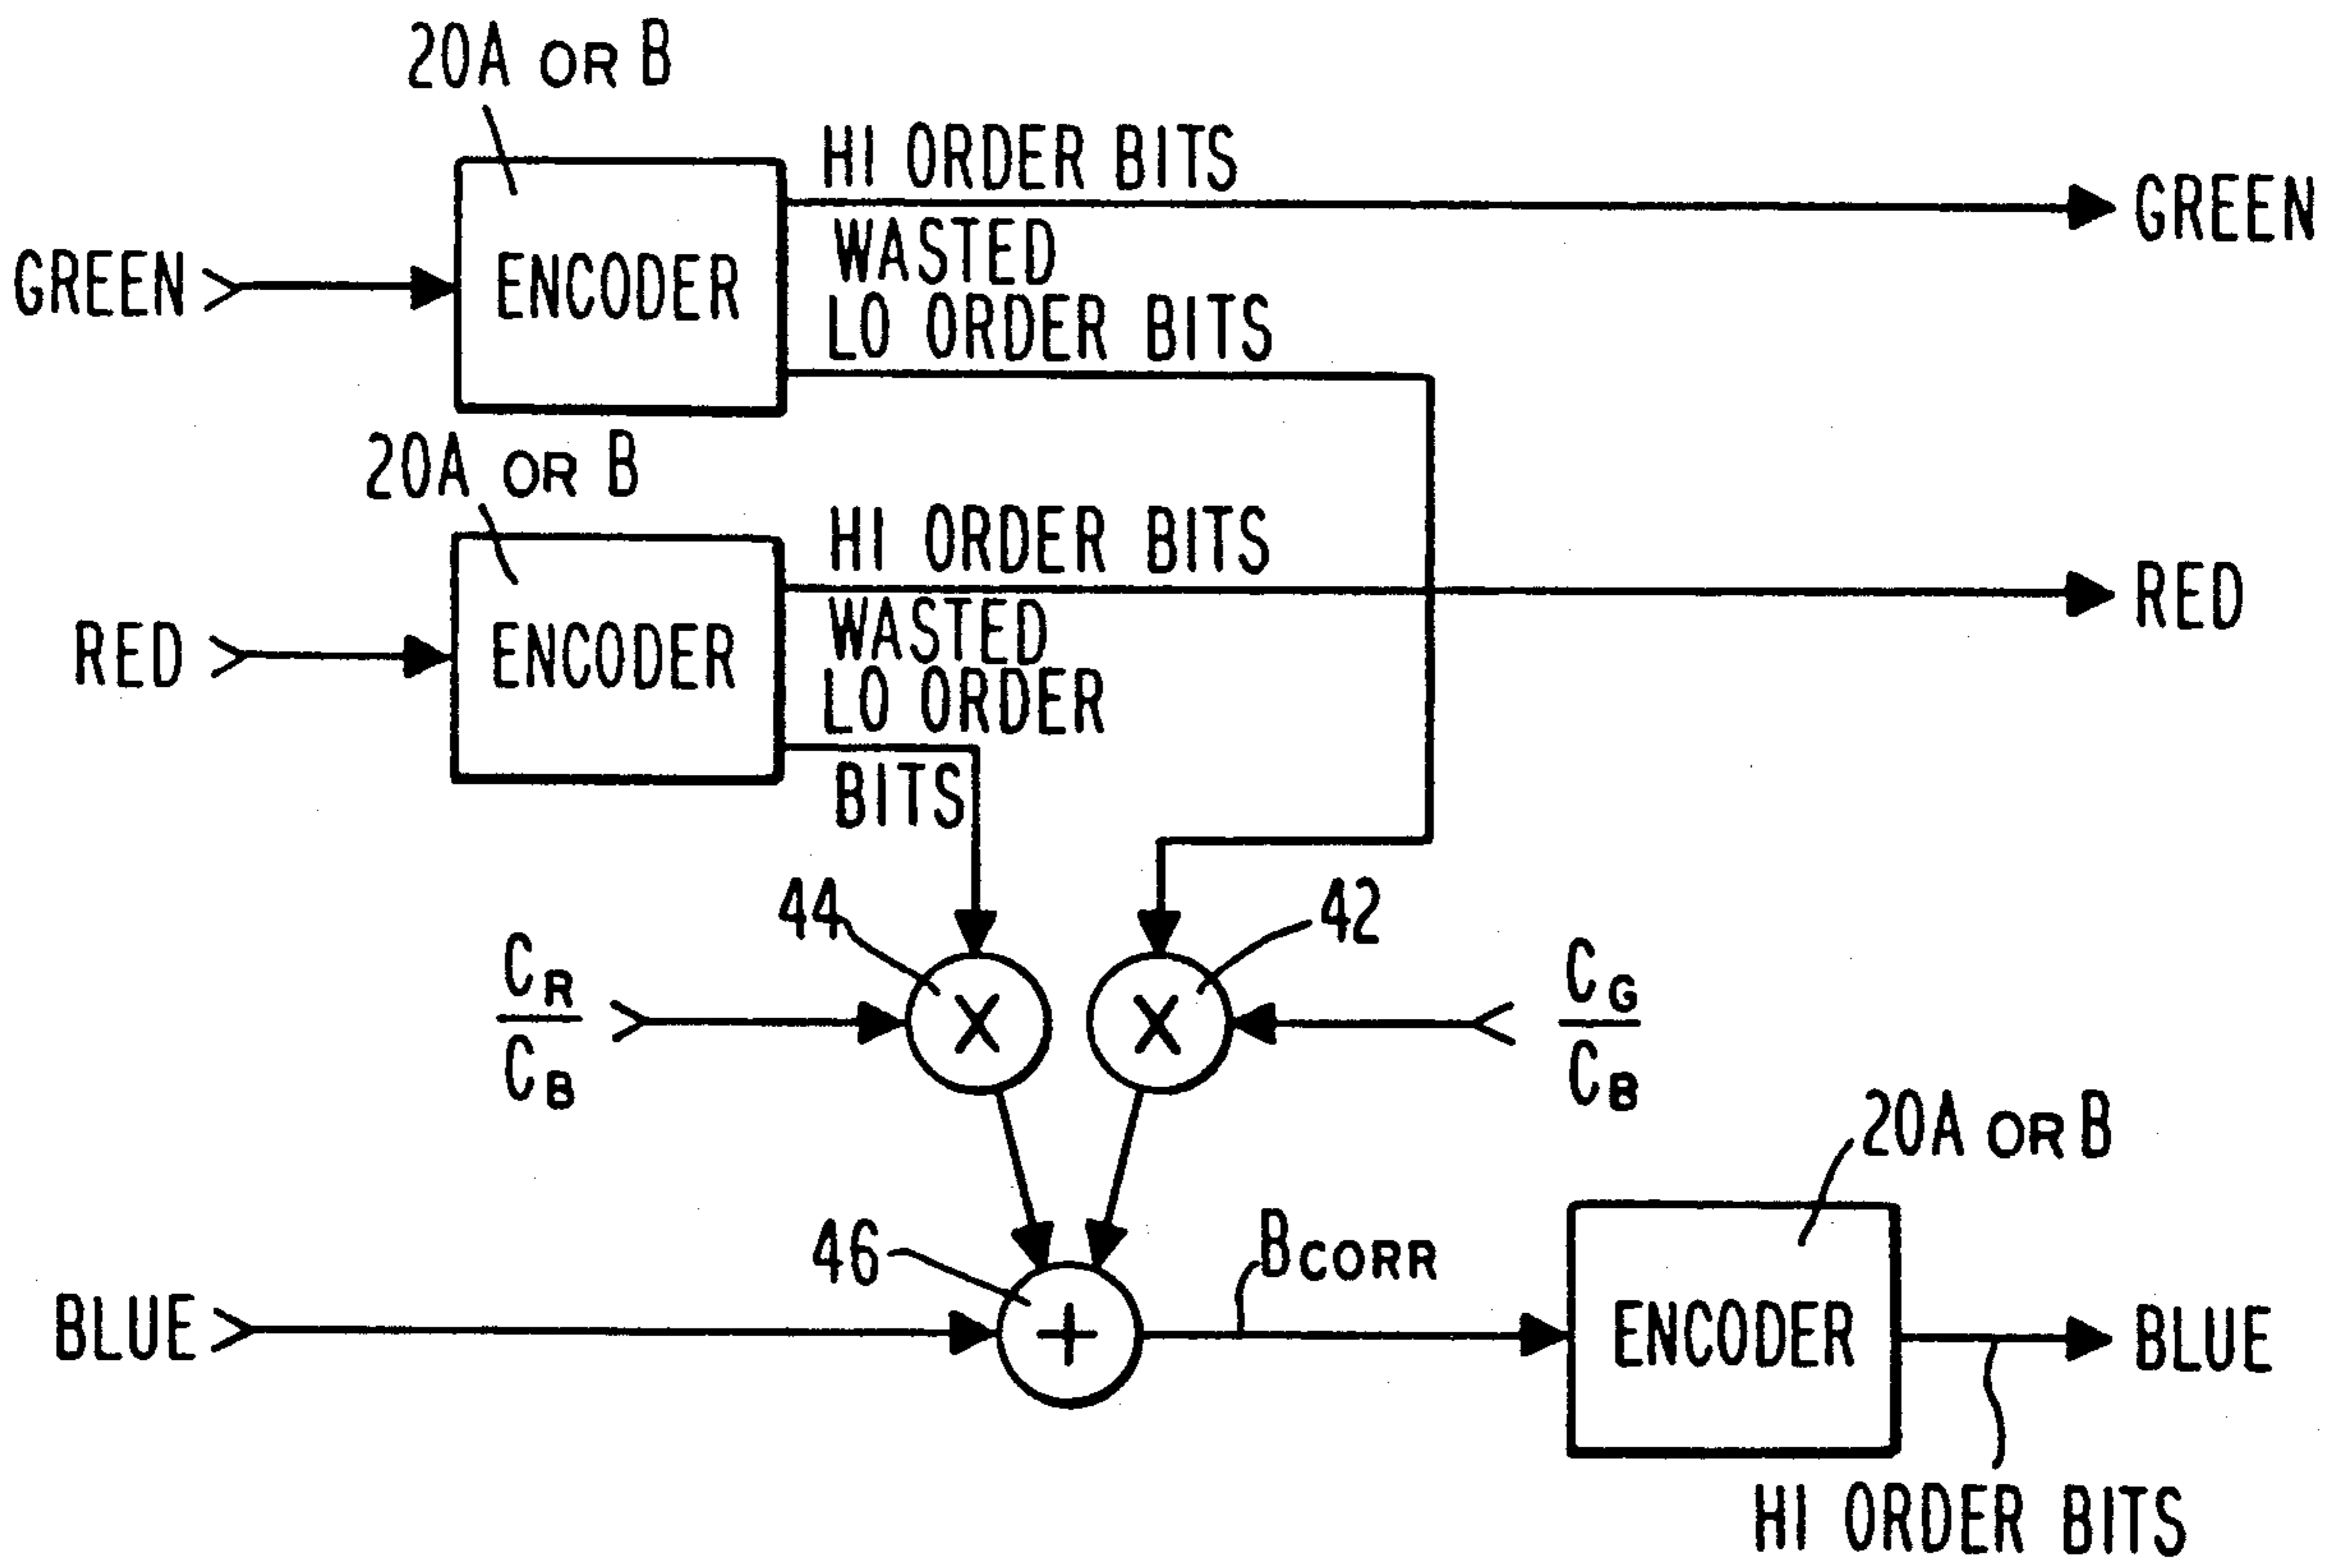 20A OR B
HI ORDER BITS
GREEN
WASTED
GREEN
ENCODER
LO ORDER BITS
20A OR B
HI ORDER BITS
RED
WASTED
RED
ENCODER
LO ORDER
BITS
44
42
CR
CB
X
X
CG
CB
20A OR B
46
BCORR
BLUE
+
ENCODER
BLUE
HI ORDER BITS